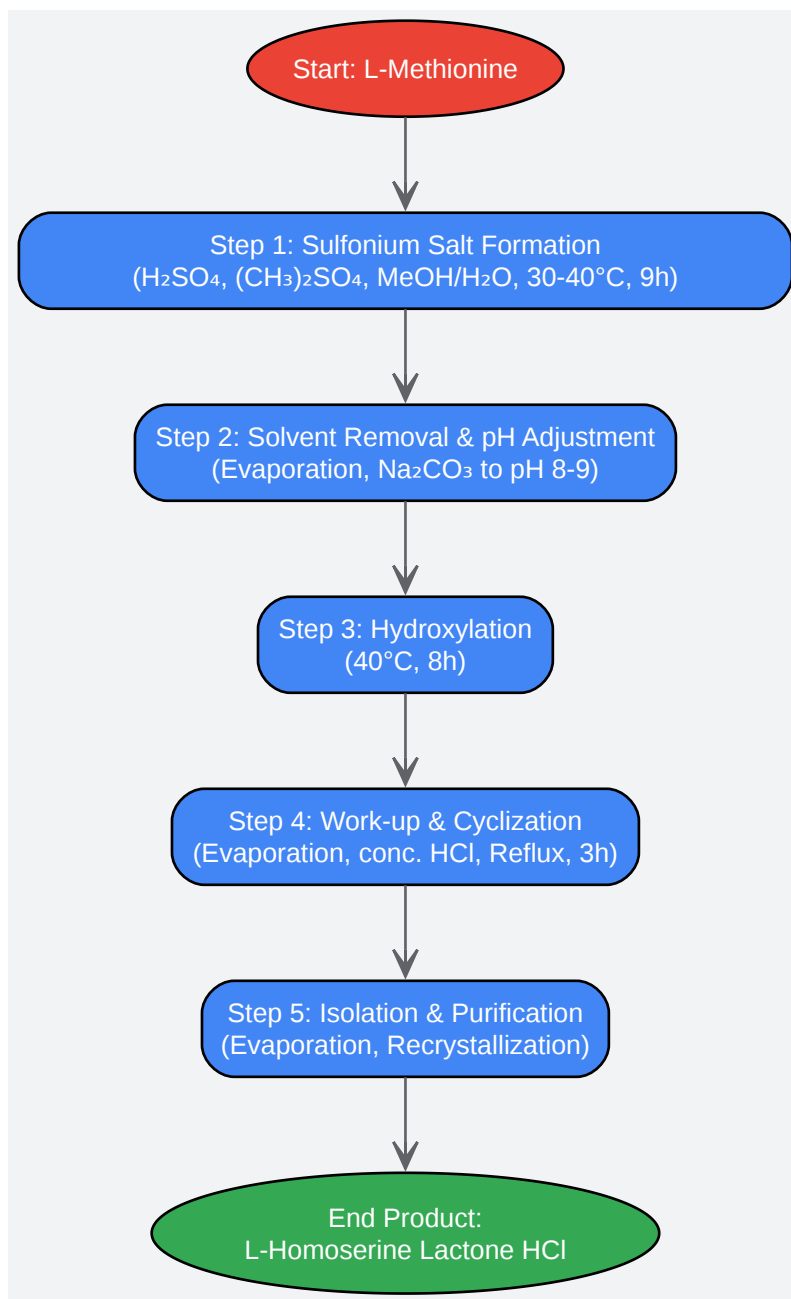 Start: L-Methionine
Step 1: Sulfonium Salt Formation
(H₂SO₄, (CH₃)₂SO₄, MeOH/H₂O, 30-40°C, 9h)
Step 2: Solvent Removal & pH Adjustment
(Evaporation, Na₂CO₃ to pH 8-9)
Step 3: Hydroxylation
(40°C, 8h)
Step 4: Work-up & Cyclization
(Evaporation, conc. HCl, Reflux, 3h)
Step 5: Isolation & Purification
(Evaporation, Recrystallization)
End Product:
L-Homoserine Lactone HCl